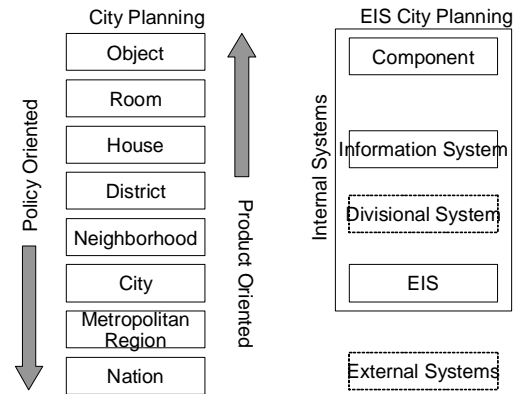 City Planning
Object
Room
House
District
Neighborhood
City
Metropolitan
Region
Nation
Policy Oriented
Product Oriented
EIS City Planning
Internal Systems
Component
Information System
Divisional System
EIS
External Systems